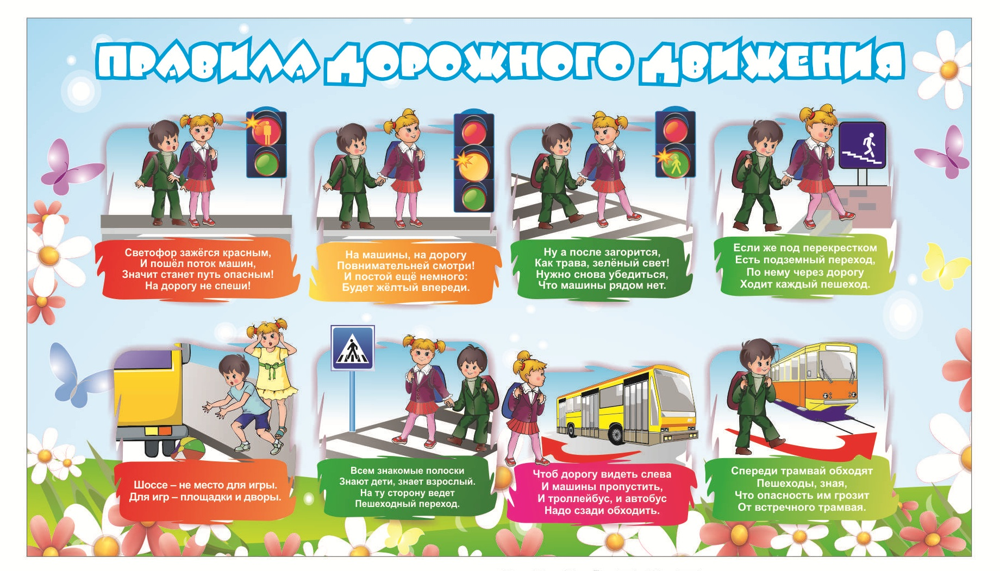 ПРАВИЛА ДОРОЖНОГО ДВИЖЕНИЯ
Светофор зажёгся красным,
И пошёл поток машин,
Значит станет путь опасным!
На дорогу не спеши!
На машины, на дорогу
Повнимательней смотри!
И постой ещё немного:
Будет жёлтый впереди.
Ну а после загорится,
Как трава, зелёный свет!
Нужно снова убедиться,
Что машины рядом нет.
Если же под перекрестком
Есть подземный переход,
По нему через дорогу
Ходит каждый пешеход.
Шоссе – не место для игры.
Для игр – площадки и дворы.
Всем знакомые полоски
Знают дети, знает взрослый.
На ту сторону ведет
Пешеходный переход.
Чтоб дорогу видеть слева
И машины пропустить,
И троллейбус, и автобус
Надо сзади обходить.
Спереди трамвай обходят
Пешеходы, зная,
Что опасность им грозит
От встречного трамвая.